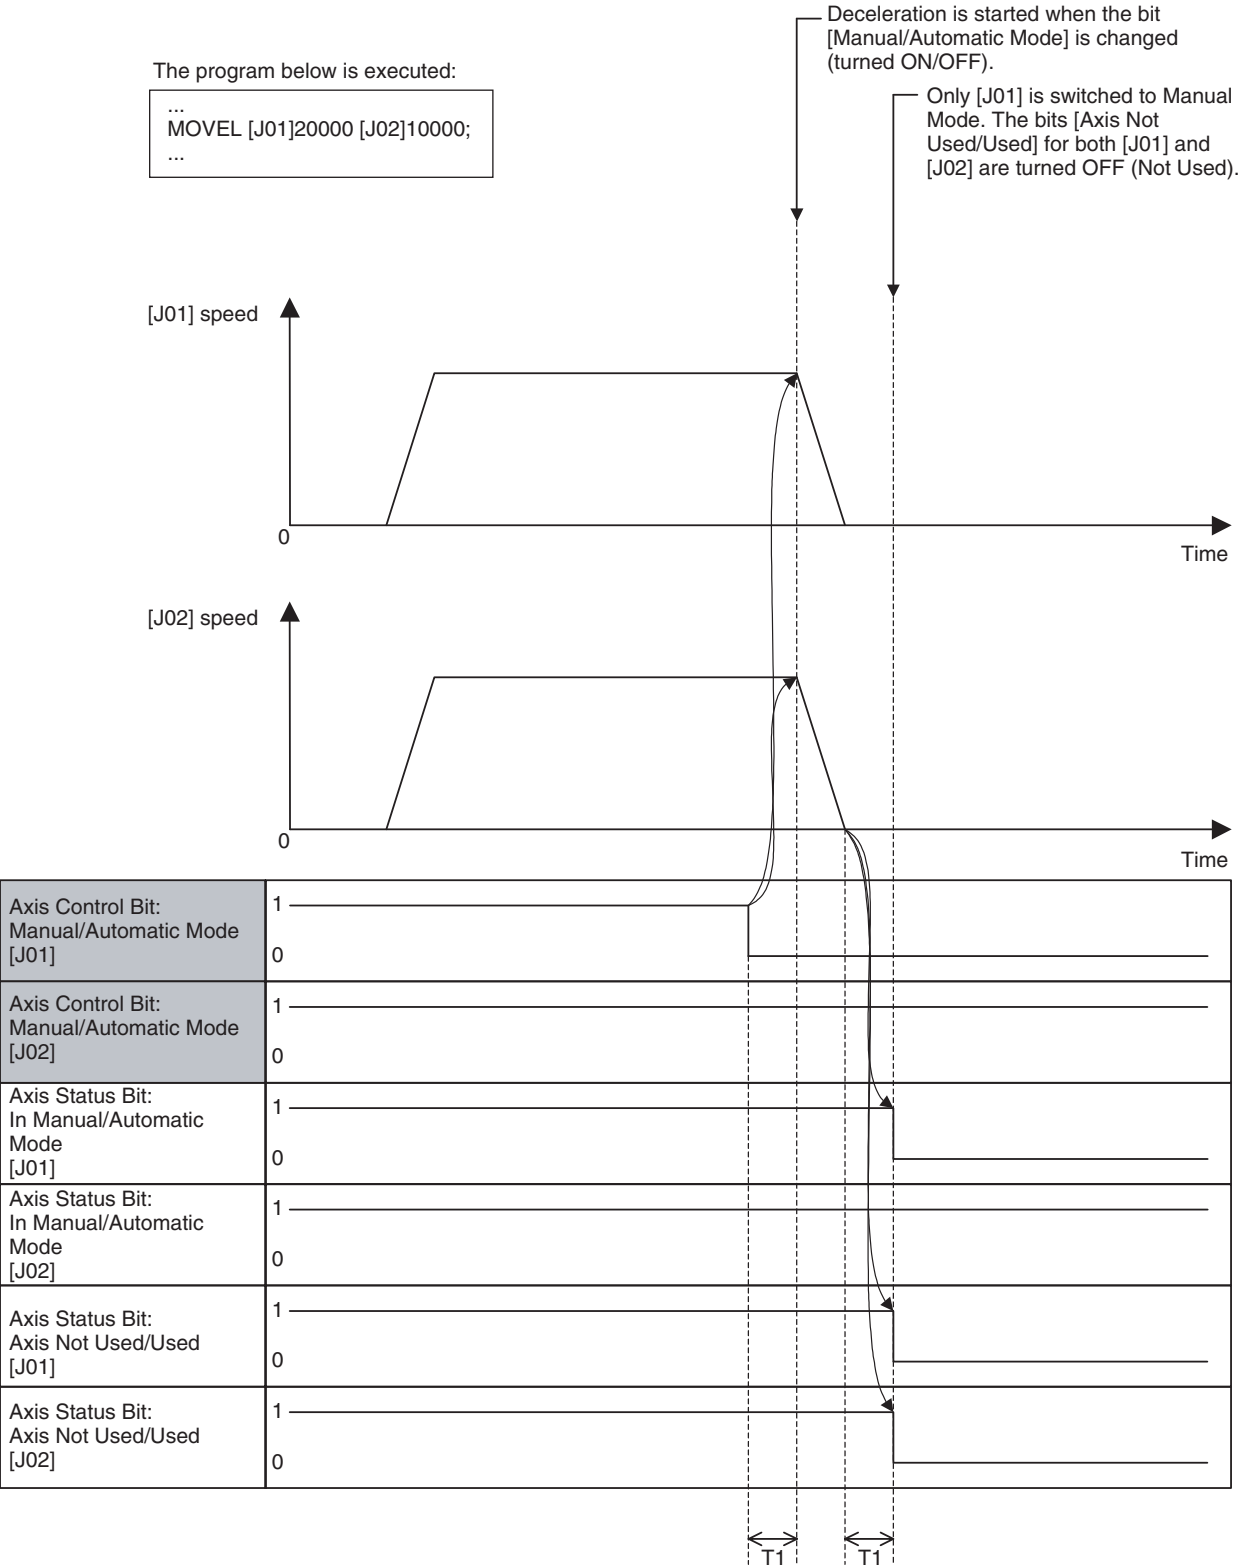 Deceleration is started when the bit
[Manual/Automatic Mode] is changed
(turned ON/OFF).
The program below is executed:
Only [J01] is switched to Manual
Mode. The bits [Axis Not
Used/Used] for both [J01] and
[J02] are turned OFF (Not Used).
...
MOVEL [J01]20000 [J02]10000;
...
[J01] speed
0
Time
[J02] speed
0
Time
Axis Control Bit:
Manual/Automatic Mode
[J01]
1
0
Axis Control Bit:
Manual/Automatic Mode
[J02]
1
0
Axis Status Bit:
In Manual/Automatic
Mode
[J01]
1
0
Axis Status Bit:
In Manual/Automatic
Mode
[J02]
1
0
Axis Status Bit:
Axis Not Used/Used
[J01]
1
0
Axis Status Bit:
Axis Not Used/Used
[J02]
1
0
T1
T1